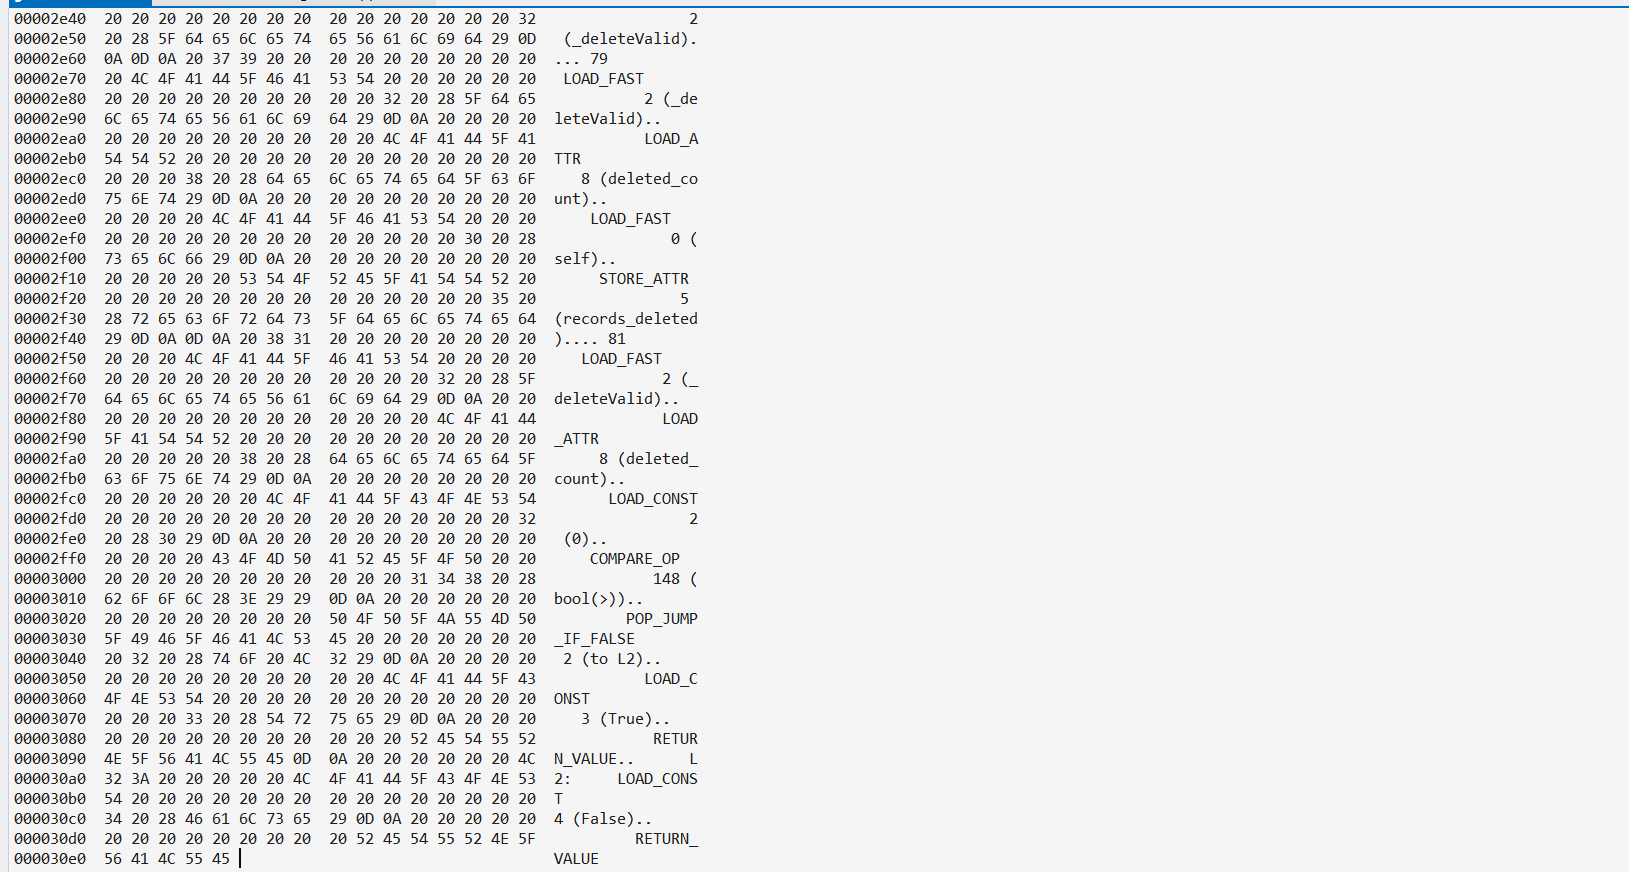 00002e40  20 20 20 20 20 20 20 20  20 20 20 20 20 20 20 32                 2
00002e50  20 28 5F 64 65 6C 65 74  65 56 61 6C 69 64 29 0D   (_deleteValid).
00002e60  0A 0D 0A 20 37 39 20 20  20 20 20 20 20 20 20 20  ... 79
00002e70  20 4C 4F 41 44 5F 46 41  53 54 20 20 20 20 20 20   LOAD_FAST
00002e80  20 20 20 20 20 20 20 20  20 20 32 20 28 5F 64 65            2 (_de
00002e90  6C 65 74 65 56 61 6C 69  64 29 0D 0A 20 20 20 20  leteValid)..
00002ea0  20 20 20 20 20 20 20 20  20 20 4C 4F 41 44 5F 41            LOAD_A
00002eb0  54 54 52 20 20 20 20 20  20 20 20 20 20 20 20 20  TTR
00002ec0  20 20 20 38 20 28 64 65  6C 65 74 65 64 5F 63 6F     8 (deleted_co
00002ed0  75 6E 74 29 0D 0A 20 20  20 20 20 20 20 20 20 20  unt)..
00002ee0  20 20 20 20 4C 4F 41 44  5F 46 41 53 54 20 20 20      LOAD_FAST
00002ef0  20 20 20 20 20 20 20 20  20 20 20 20 20 30 20 28               0 (
00002f00  73 65 6C 66 29 0D 0A 20  20 20 20 20 20 20 20 20  self)..
00002f10  20 20 20 20 20 53 54 4F  52 45 5F 41 54 54 52 20       STORE_ATTR
00002f20  20 20 20 20 20 20 20 20  20 20 20 20 20 20 35 20                5
00002f30  28 72 65 63 6F 72 64 73  5F 64 65 6C 65 74 65 64  (records_deleted
00002f40  29 0D 0A 0D 0A 20 38 31  20 20 20 20 20 20 20 20  ).... 81
00002f50  20 20 20 4C 4F 41 44 5F  46 41 53 54 20 20 20 20     LOAD_FAST
00002f60  20 20 20 20 20 20 20 20  20 20 20 20 32 20 28 5F              2 (_
00002f70  64 65 6C 65 74 65 56 61  6C 69 64 29 0D 0A 20 20  deleteValid)..
00002f80  20 20 20 20 20 20 20 20  20 20 20 20 4C 4F 41 44              LOAD
00002f90  5F 41 54 54 52 20 20 20  20 20 20 20 20 20 20 20  _ATTR
00002fa0  20 20 20 20 20 38 20 28  64 65 6C 65 74 65 64 5F       8 (deleted_
00002fb0  63 6F 75 6E 74 29 0D 0A  20 20 20 20 20 20 20 20  count)..
00002fc0  20 20 20 20 20 20 4C 4F  41 44 5F 43 4F 4E 53 54        LOAD_CONST
00002fd0  20 20 20 20 20 20 20 20  20 20 20 20 20 20 20 32                 2
00002fe0  20 28 30 29 0D 0A 20 20  20 20 20 20 20 20 20 20   (0)..
00002ff0  20 20 20 20 43 4F 4D 50  41 52 45 5F 4F 50 20 20      COMPARE_OP
00003000  20 20 20 20 20 20 20 20  20 20 20 31 34 38 20 28             148 (
00003010  62 6F 6F 6C 28 3E 29 29  0D 0A 20 20 20 20 20 20  bool(>))..
00003020  20 20 20 20 20 20 20 20  50 4F 50 5F 4A 55 4D 50          POP_JUMP
00003030  5F 49 46 5F 46 41 4C 53  45 20 20 20 20 20 20 20  _IF_FALSE
00003040  20 32 20 28 74 6F 20 4C  32 29 0D 0A 20 20 20 20   2 (to L2)..
00003050  20 20 20 20 20 20 20 20  20 20 4C 4F 41 44 5F 43            LOAD_C
00003060  4F 4E 53 54 20 20 20 20  20 20 20 20 20 20 20 20  ONST
00003070  20 20 20 33 20 28 54 72  75 65 29 0D 0A 20 20 20     3 (True)..
00003080  20 20 20 20 20 20 20 20  20 20 20 52 45 54 55 52             RETUR
00003090  4E 5F 56 41 4C 55 45 0D  0A 20 20 20 20 20 20 4C  N_VALUE..      L
000030a0  32 3A 20 20 20 20 20 4C  4F 41 44 5F 43 4F 4E 53  2:     LOAD_CONS
000030b0  54 20 20 20 20 20 20 20  20 20 20 20 20 20 20 20  T
000030c0  34 20 28 46 61 6C 73 65  29 0D 0A 20 20 20 20 20  4 (False)..
000030d0  20 20 20 20 20 20 20 20  20 52 45 54 55 52 4E 5F           RETURN_
000030e0  56 41 4C 55 45                                    VALUE